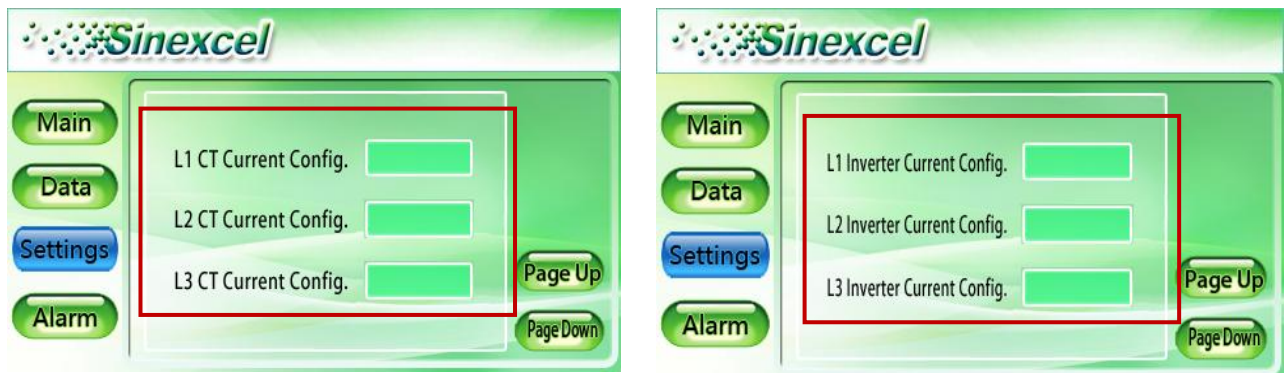 Sinexcel
Main
Data
Settings
Alarm
L1 CT Current Config.
L2 CT Current Config.
L3 CT Current Config.
Page Up
Page Down
Sinexcel
Main
Data
Settings
Alarm
L1 Inverter Current Config.
L2 Inverter Current Config.
L3 Inverter Current Config.
Page Up
Page Down